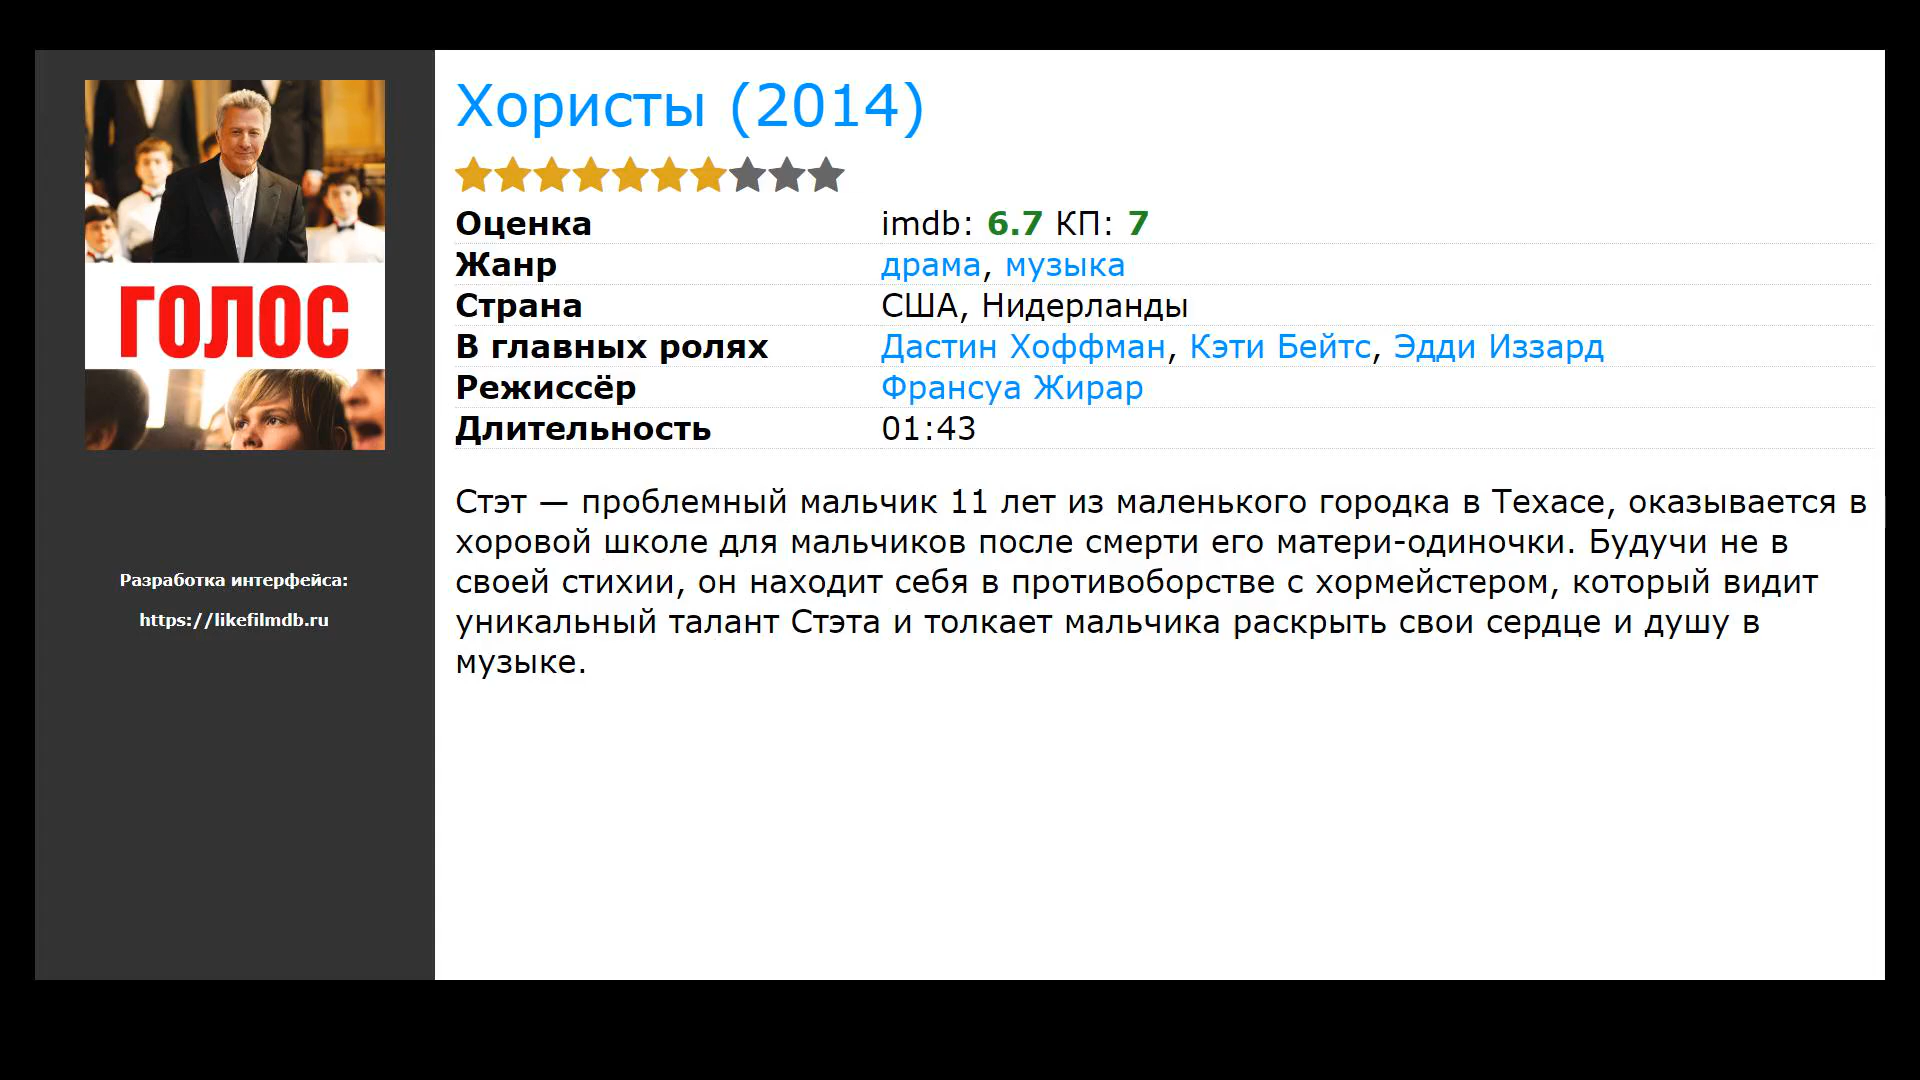 ГОЛОС
Разработка интерфейса:
https://likefilmdb.ru
Хористы (2014)
Оценка imdb: 6.7 КП: 7
Жанр драма, музыка
Страна США, Нидерланды
В главных ролях Дастин Хоффман, Кэти Бейтс, Эдди Иззард
Режиссёр Франсуа Жирар
Длительность 01:43
Стэт — проблемный мальчик 11 лет из маленького городка в Техасе, оказывается в
хоровой школе для мальчиков после смерти его матери-одиночки. Будучи не в
своей стихии, он находит себя в противоборстве с хормейстером, который видит
уникальный талант Стэта и толкает мальчика раскрыть свои сердце и душу в
музыке.